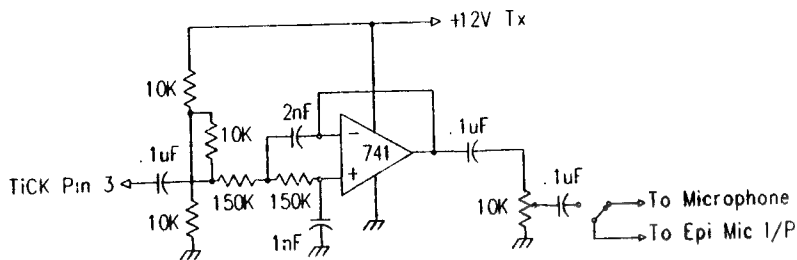 +12V Tx
10K
2nF
10K
.1uF
741
.1uF
TiCK Pin 3
150K
150K
10K
1nF
.1uF
10K
To Microphone
To Epi Mic I/P
−
+